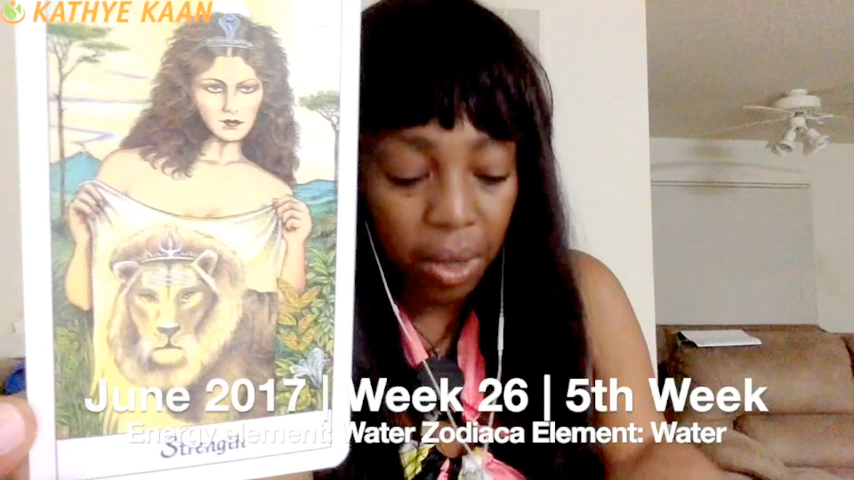 KATHYE KAAN
June 2017 | Week 26 | 5th Week
Energy element: Water Zodiaca Element: Water
Strength